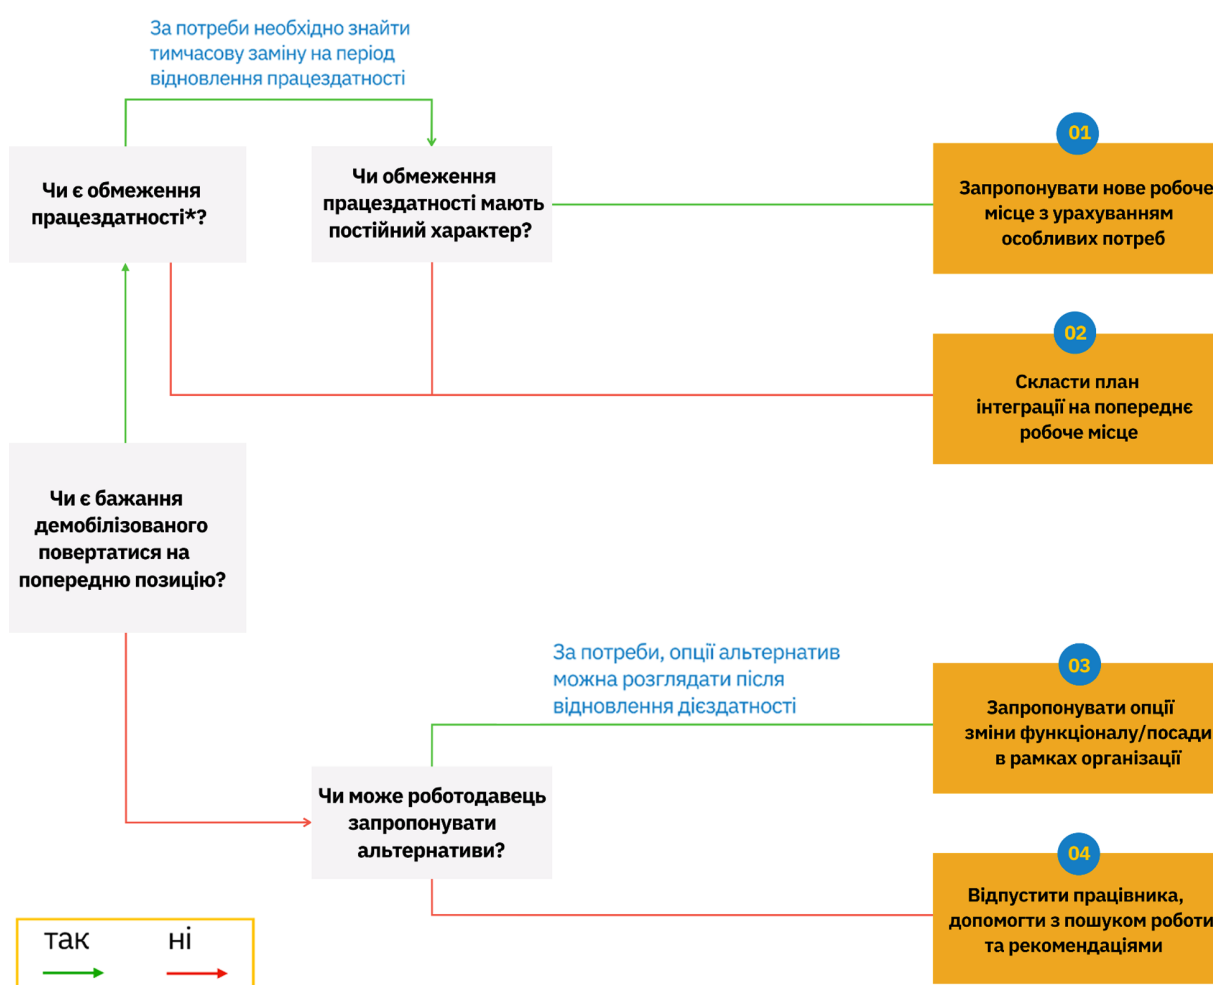 За потреби необхідно знайти
тимчасову заміну на період
відновлення працездатності
Чи є обмеження
працездатності*?
Чи обмеження
працездатності мають
постійний характер?
01
Запропонувати нове робоче
місце з урахуванням
особливих потреб
02
Скласти план
інтеграції на попереднє
робоче місце
Чи є бажання
демобілізованого
повертатися на
попередню позицію?
За потреби, опції альтернатив
можна розглядати після
відновлення дієздатності
03
Запропонувати опції
зміни функціоналу/посади
в рамках організації
Чи може роботодавець
запропонувати
альтернативи?
04
Відпустити працівника,
допомогти з пошуком роботи
та рекомендаціями
так
ні